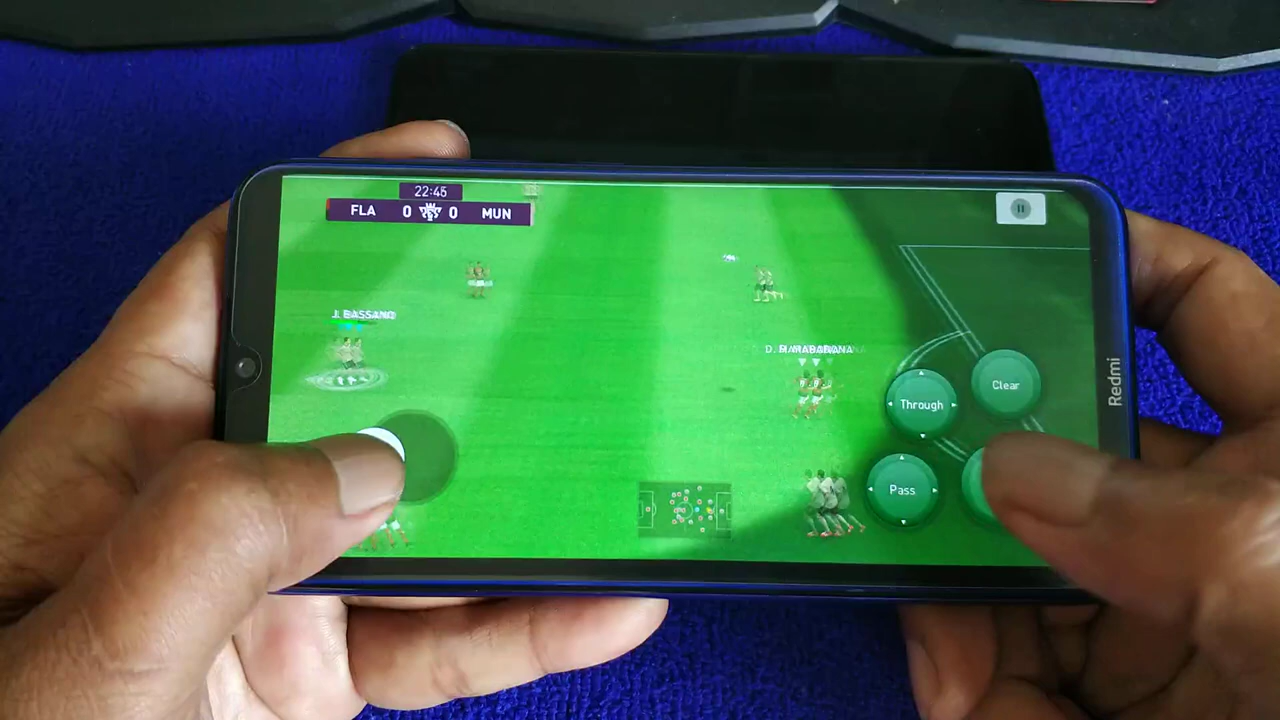 22:45
FLA 0 0 MUN
J. BASSANO
Clear
Through
Pass
Redmi